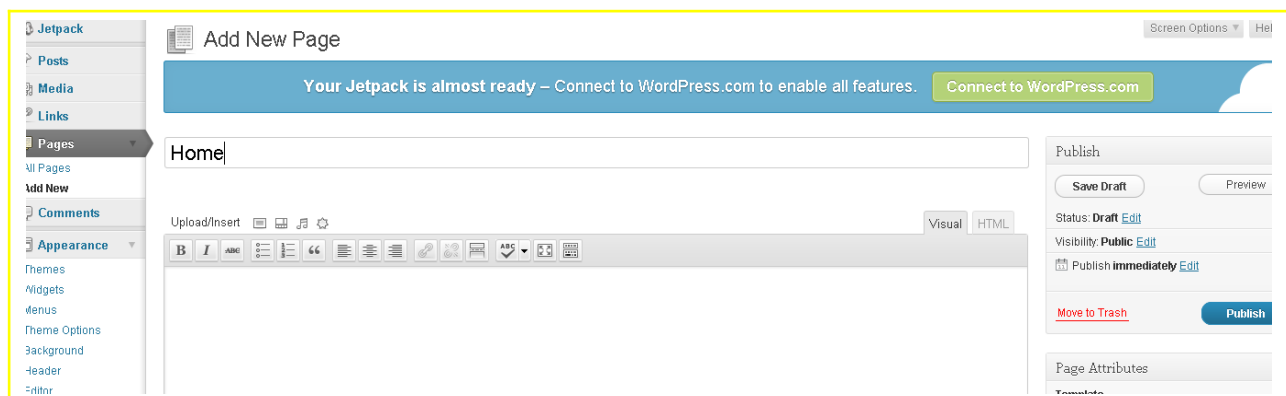 Jetpack
Posts
Media
Links
Pages
All Pages
Add New
Comments
Appearance
Themes
Widgets
Menus
Theme Options
Background
Header
Editor
Add New Page
Screen Options
Your Jetpack is almost ready – Connect to WordPress.com to enable all features. Connect to WordPress.com
Home
Upload/Insert
Visual HTML
B I ABC ABC
Publish
Save Draft Preview
Status: Draft Edit
Visibility: Public Edit
Publish immediately Edit
Move to Trash Publish
Page Attributes
Template